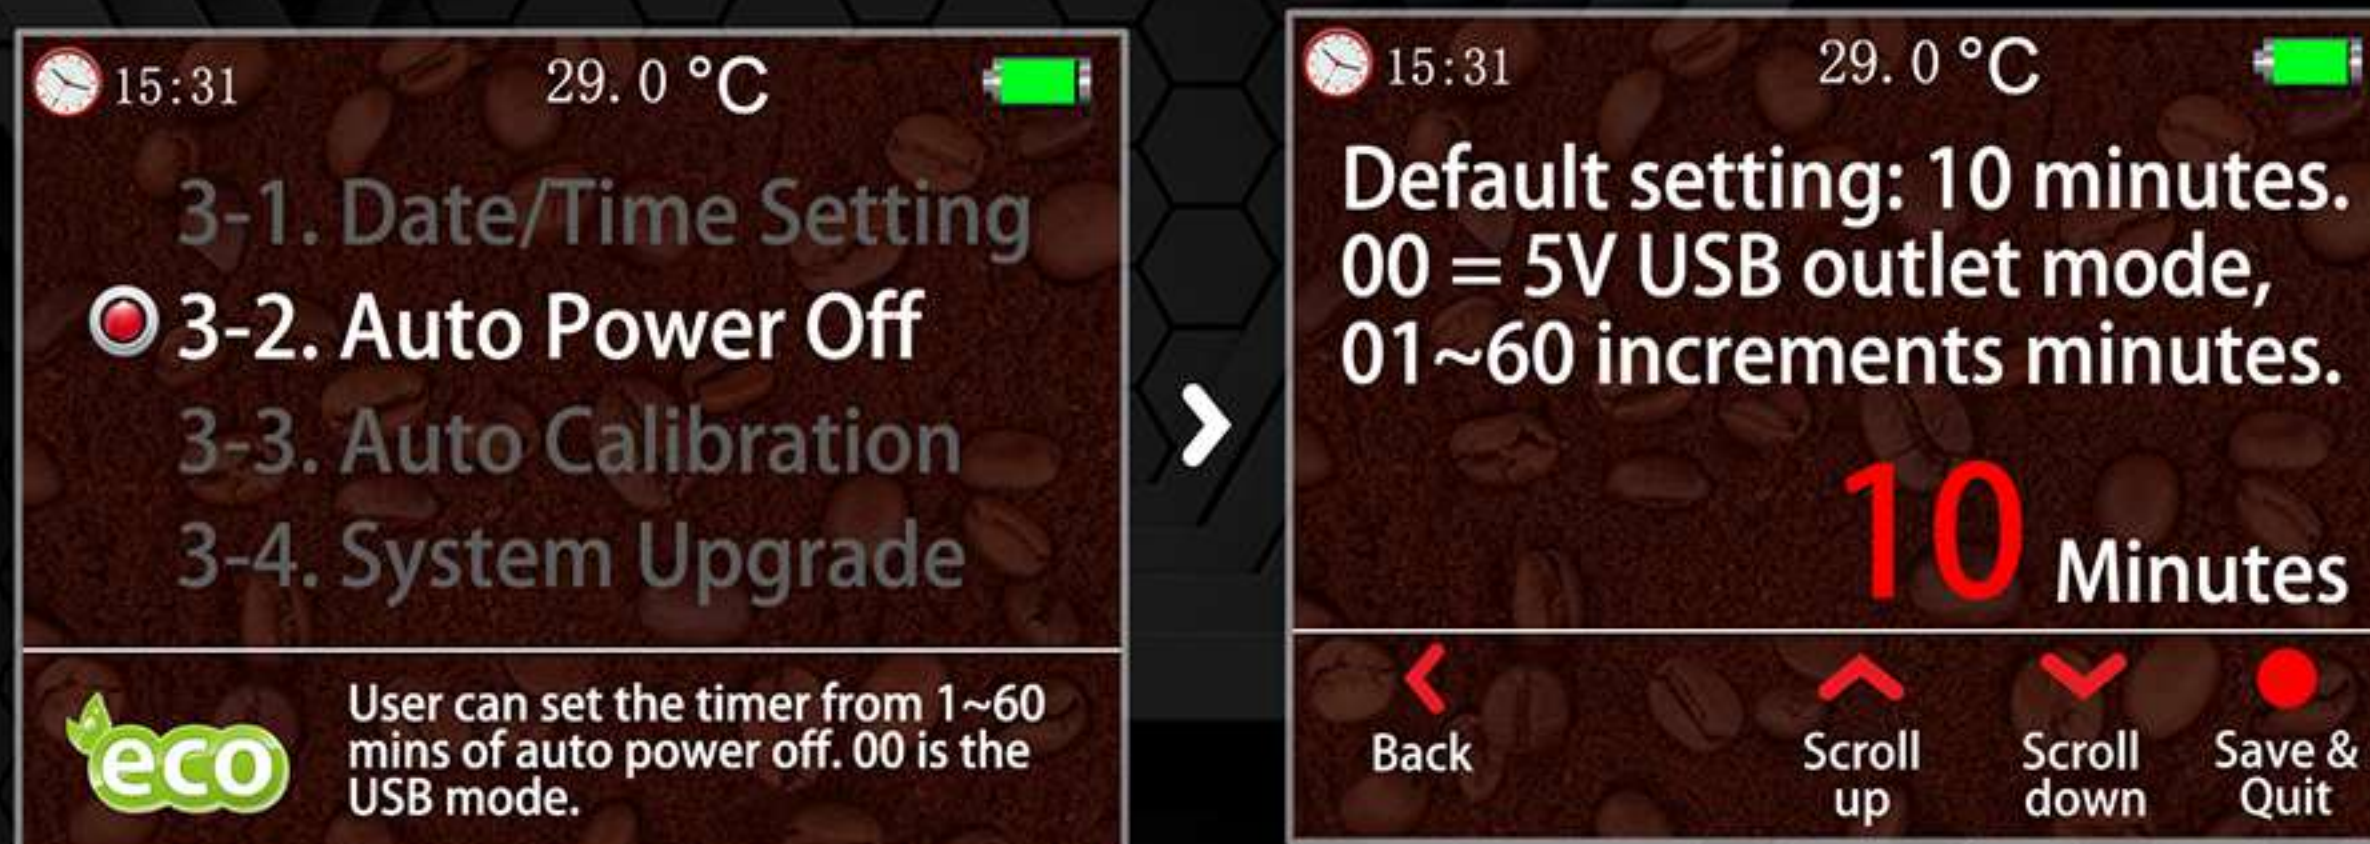 15:31 29.0 °C
3-1. Date/Time Setting
3-2. Auto Power Off
3-3. Auto Calibration
3-4. System Upgrade
eco
User can set the timer from 1~60
mins of auto power off. 00 is the
USB mode.
15:31 29.0 °C
Default setting: 10 minutes.
00 = 5V USB outlet mode,
01~60 increments minutes.
10 Minutes
Back
Scroll
up
Scroll
down
Save &
Quit